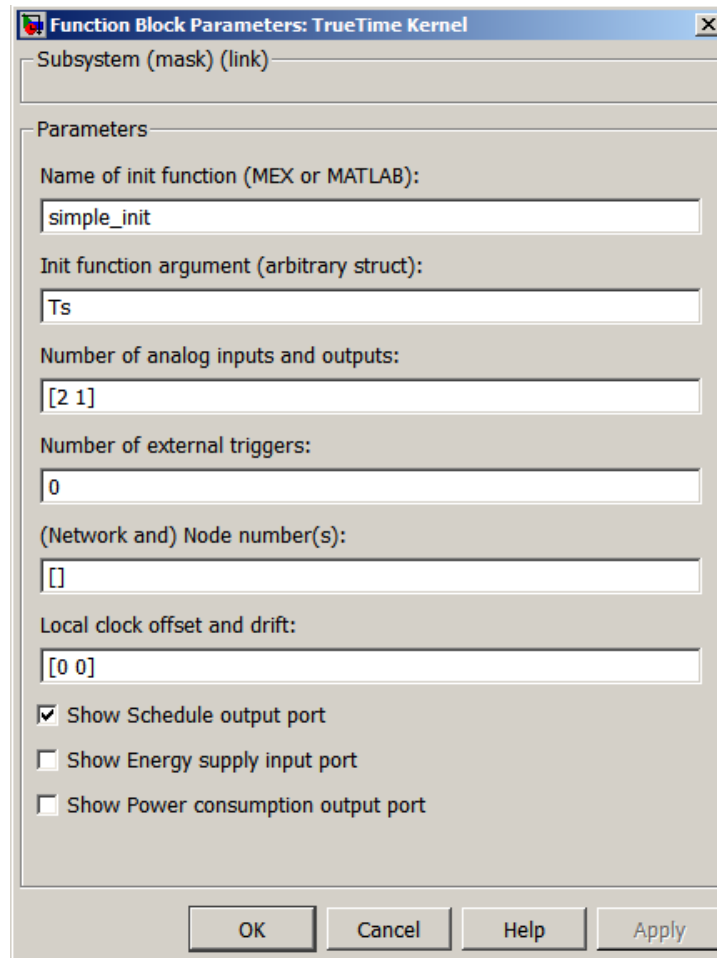 Function Block Parameters: TrueTime Kernel
Subsystem (mask) (link)
Parameters
Name of init function (MEX or MATLAB):
simple_init
Init function argument (arbitrary struct):
Ts
Number of analog inputs and outputs:
[2 1]
Number of external triggers:
0
(Network and) Node number(s):
[]
Local clock offset and drift:
[0 0]
Show Schedule output port
Show Energy supply input port
Show Power consumption output port
OK Cancel Help Apply